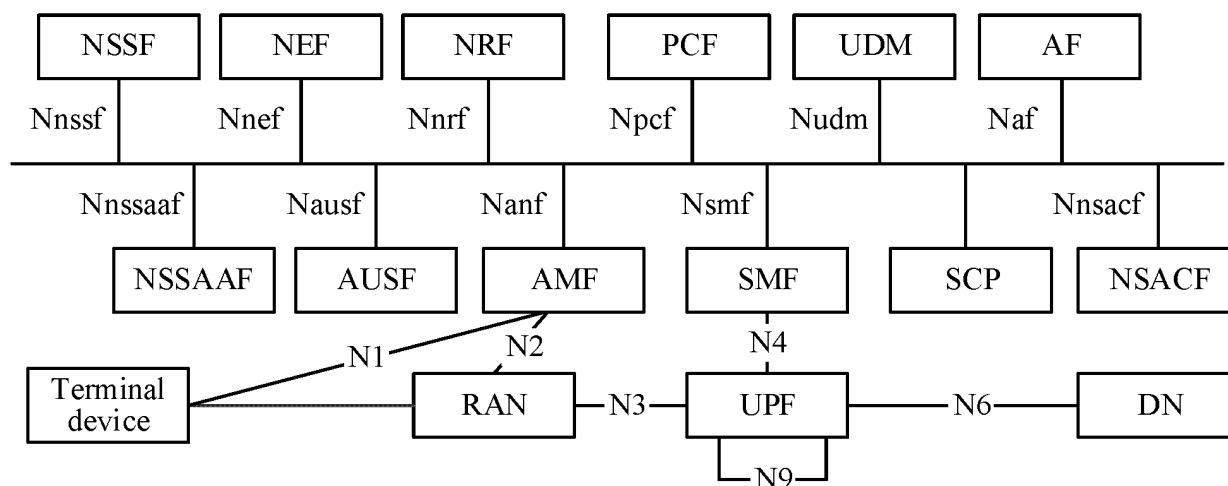 NSSF NEF NRF PCF UDM AF
Nnssf Nnef Nnrf Npcf Nudm Naf
Nnssaaf Nausf Nanf Nsmf Nnsacf
NSSAAF AUSF AMF SMF SCP NSACF
N1 N2 N4
Terminal
device
RAN N3 UPF N6 DN
N9